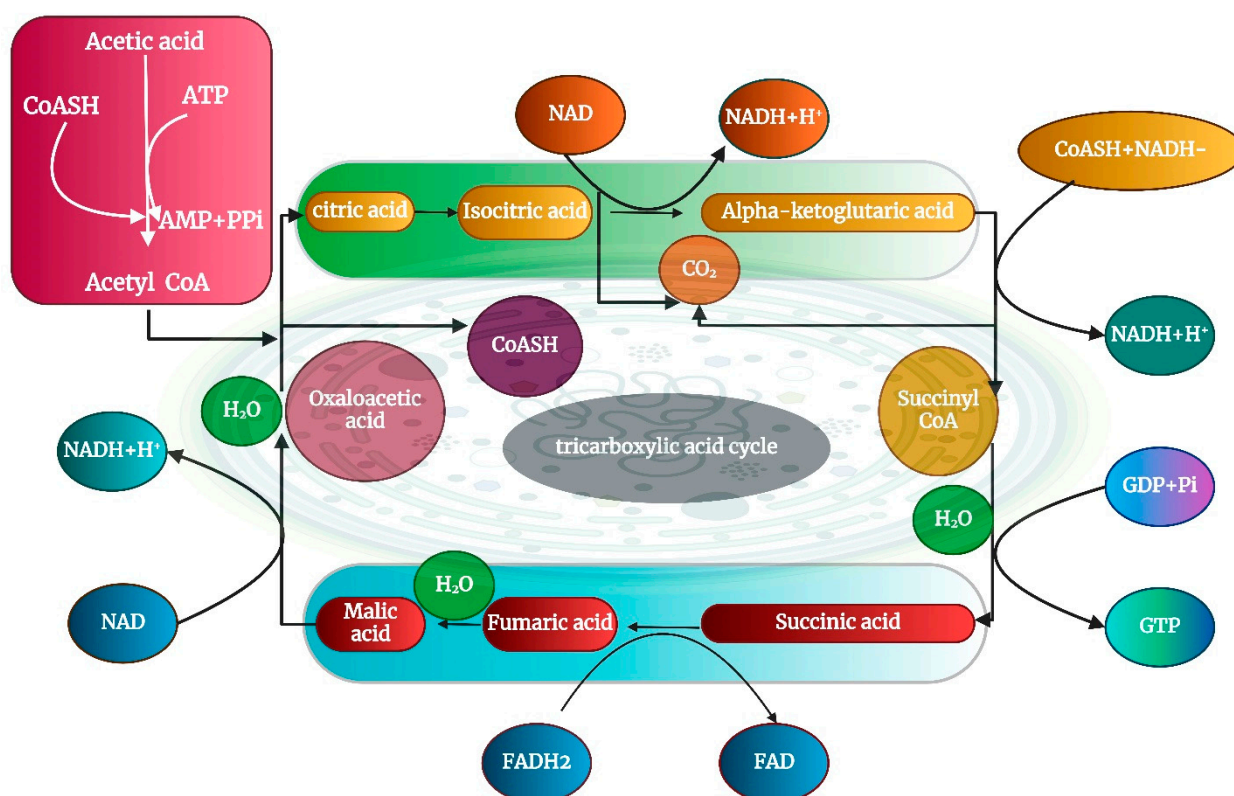 Acetic acid
CoASH
ATP
AMP+PPi
Acetyl CoA
NAD
NADH+H⁺
CoASH+NADH-
citric acid
Isocitric acid
Alpha-ketoglutaric acid
CO₂
NADH+H⁺
CoASH
H₂O
Oxaloacetic
acid
Succinyl
CoA
NADH+H⁺
tricarboxylic acid cycle
GDP+Pi
H₂O
H₂O
NAD
Malic
acid
Fumaric acid
Succinic acid
GTP
FADH2
FAD